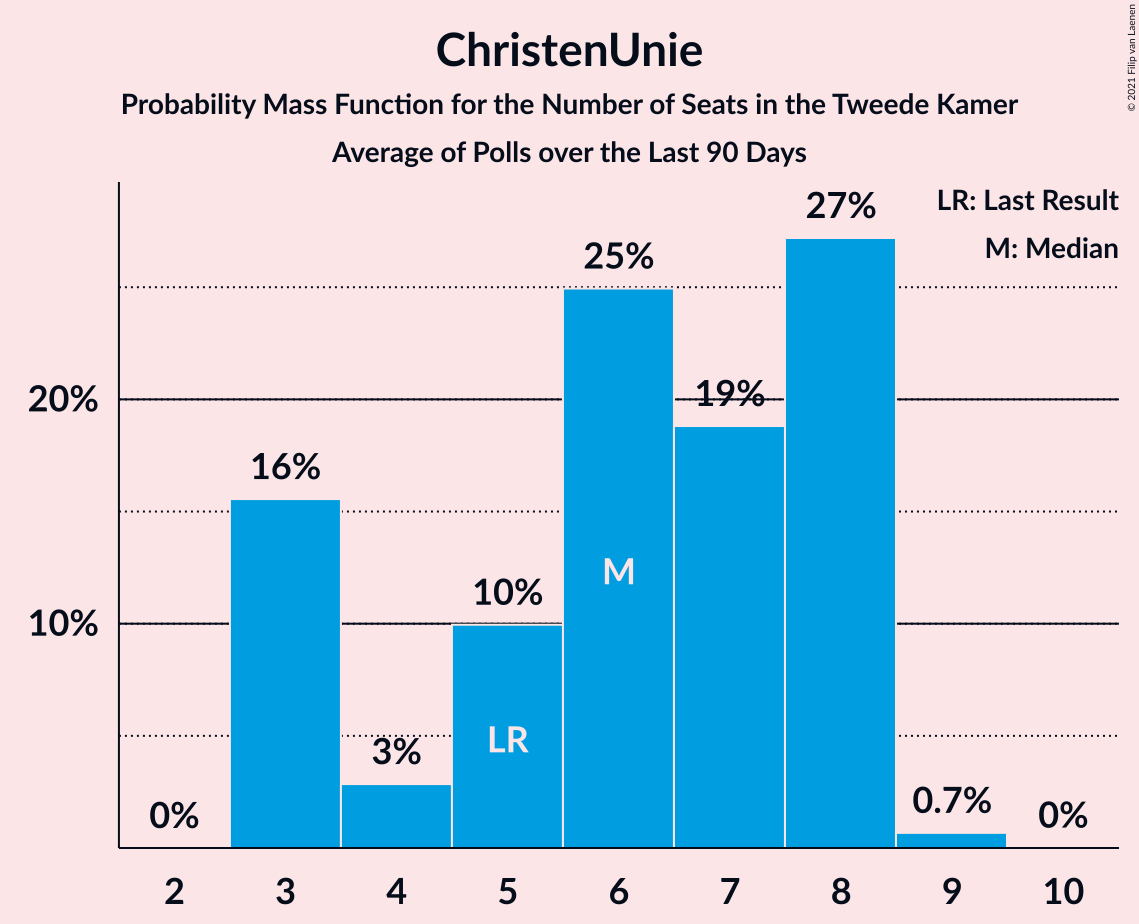 ChristenUnie
Probability Mass Function for the Number of Seats in the Tweede Kamer
Average of Polls over the Last 90 Days
© 2021 Filip van Laenen
LR: Last Result
M: Median
27%
25%
20%
19%
16%
10%
10%
3%
0%
0.7%
0%
M
LR
2 3 4 5 6 7 8 9 10